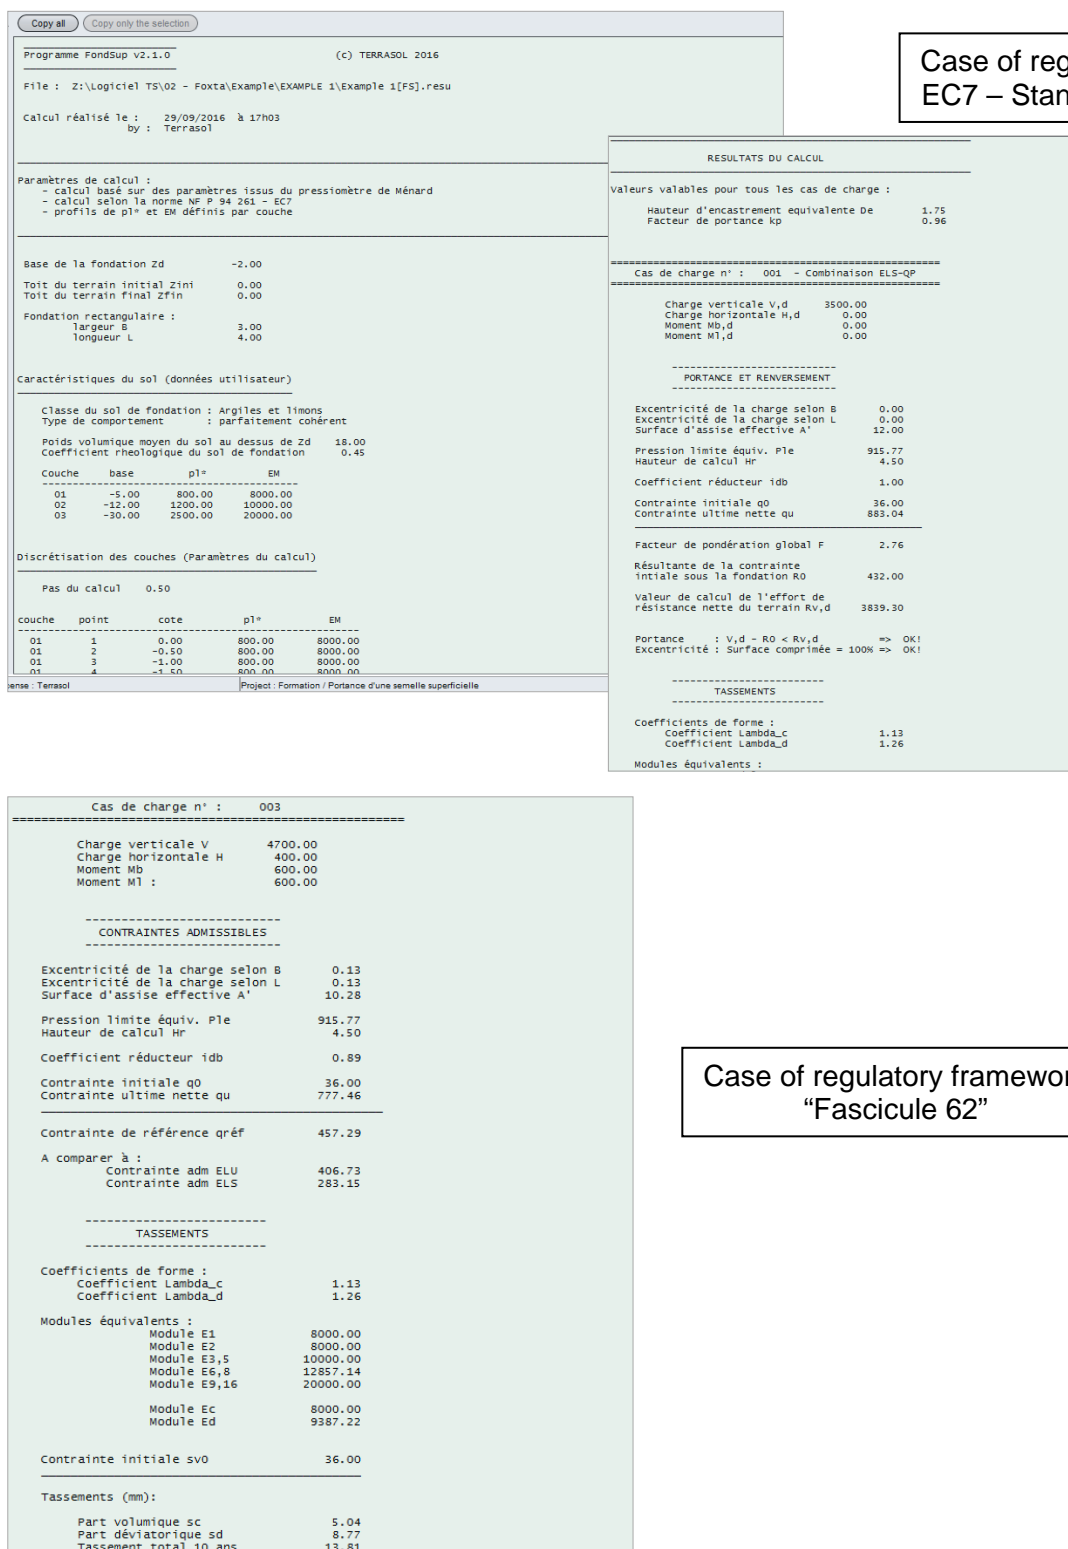 Copy all Copy only the selection
Programme FondSup v2.1.0 (c) TERRASOL 2016
File : Z:\Logiciel TS\02 - Foxta\Example\EXAMPLE 1\Example 1[FS].resu
Calcul réalisé le : 29/09/2016 à 17h03
by : Terrasol
Paramètres de calcul :
- calcul basé sur des paramètres issus du pressiomètre de Ménard
- calcul selon la norme NF P 94 261 - EC7
- profils de pl* et EM définis par couche
Base de la fondation Zd -2.00
Toit du terrain initial Zini 0.00
Toit du terrain final Zfin 0.00
Fondation rectangulaire :
largeur B 3.00
longueur L 4.00
Caractéristiques du sol (données utilisateur)
Classe du sol de fondation : Argiles et limons
Type de comportement : parfaitement cohérent
Poids volumique moyen du sol au dessus de Zd 18.00
Coefficient rheologique du sol de fondation 0.45
Couche base pl* EM
01 -5.00 800.00 8000.00
02 -12.00 1200.00 10000.00
03 -30.00 2500.00 20000.00
Discrétisation des couches (Paramètres du calcul)
Pas du calcul 0.50
couche point cote pl* EM
01 1 0.00 800.00 8000.00
01 2 -0.50 800.00 8000.00
01 3 -1.00 800.00 8000.00
01 4 -1.50 800.00 8000.00
ense : Terrasol Project : Formation / Portance d'une semelle superficielle
Case of reg
EC7 – Stan
RESULTATS DU CALCUL
Valeurs valables pour tous les cas de charge :
Hauteur d'encastrement equivalente De 1.75
Facteur de portance kp 0.96
Cas de charge n° : 001 - Combinaison ELS-QP
Charge verticale V,d 3500.00
Charge horizontale H,d 0.00
Moment Mb,d 0.00
Moment Ml,d 0.00
PORTANCE ET RENVERSEMENT
Excentricité de la charge selon B 0.00
Excentricité de la charge selon L 0.00
Surface d'assise effective A' 12.00
Pression limite équiv. Ple 915.77
Hauteur de calcul Hr 4.50
Coefficient réducteur idb 1.00
Contrainte initiale q0 36.00
Contrainte ultime nette qu 883.04
Facteur de pondération global F 2.76
Résultante de la contrainte
intiale sous la fondation R0 432.00
Valeur de calcul de l'effort de
résistance nette du terrain Rv,d 3839.30
Portance : V,d - R0 < Rv,d => OK!
Excentricité : Surface comprimée = 100% => OK!
TASSEMENTS
Coefficients de forme :
Coefficient Lambda_c 1.13
Coefficient Lambda_d 1.26
Modules équivalents :
Cas de charge n° : 003
Charge verticale V 4700.00
Charge horizontale H 400.00
Moment Mb 600.00
Moment Ml : 600.00
CONTRAINTES ADMISSIBLES
Excentricité de la charge selon B 0.13
Excentricité de la charge selon L 0.13
Surface d'assise effective A' 10.28
Pression limite équiv. Ple 915.77
Hauteur de calcul Hr 4.50
Coefficient réducteur idb 0.89
Contrainte initiale q0 36.00
Contrainte ultime nette qu 777.46
Contrainte de référence qréf 457.29
A comparer à :
Contrainte adm ELU 406.73
Contrainte adm ELS 283.15
TASSEMENTS
Coefficients de forme :
Coefficient Lambda_c 1.13
Coefficient Lambda_d 1.26
Modules équivalents :
Module E1 8000.00
Module E2 8000.00
Module E3,5 10000.00
Module E6,8 12857.14
Module E9,16 20000.00
Module Ec 8000.00
Module Ed 9387.22
Contrainte initiale sv0 36.00
Tassements (mm):
Part volumique sc 5.04
Part déviatorique sd 8.77
Tassement total 10 ans 13.81
Case of regulatory framewor
“Fascicule 62”